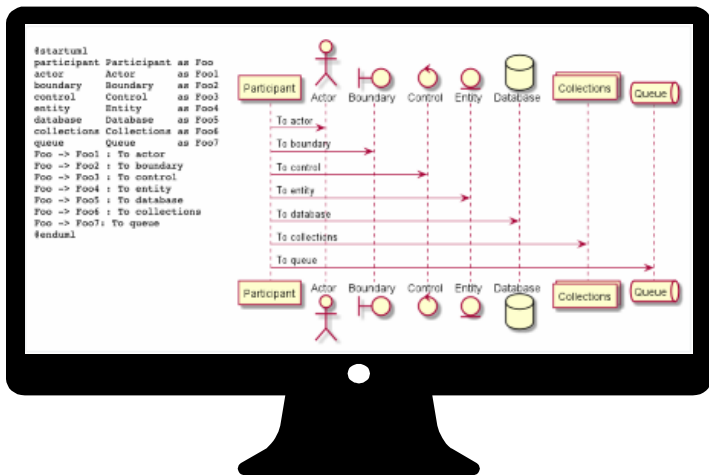 @startuml
participant Participant as Foo
actor Actor as Foo1
boundary Boundary as Foo2
control Control as Foo3
entity Entity as Foo4
database Database as Foo5
collections Collections as Foo6
queue Queue as Foo7
Foo -> Foo1 : To actor
Foo -> Foo2 : To boundary
Foo -> Foo3 : To control
Foo -> Foo4 : To entity
Foo -> Foo5 : To database
Foo -> Foo6 : To collections
Foo -> Foo7: To queue
@enduml
Participant Actor Boundary Control Entity Database Collections Queue
To actor
To boundary
To control
To entity
To database
To collections
To queue
Participant Actor Boundary Control Entity Database Collections Queue